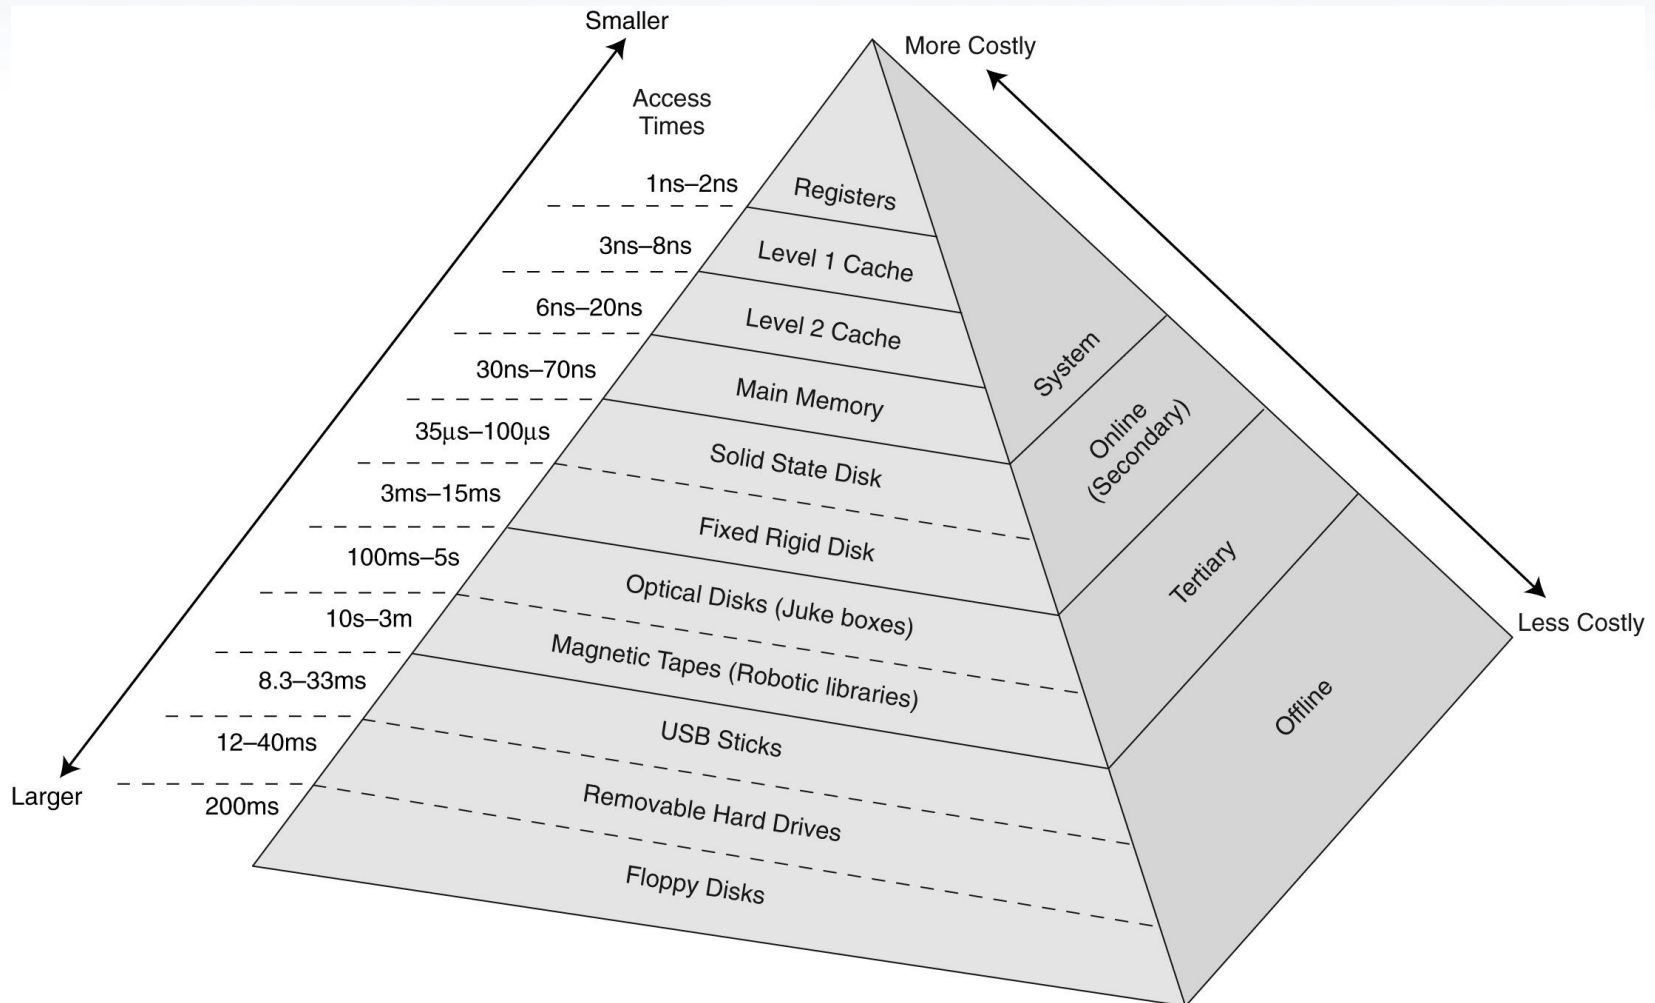 Smaller
More Costly
Access
Times
1ns–2ns
Registers
3ns–8ns
Level 1 Cache
6ns–20ns
Level 2 Cache
System
30ns–70ns
Main Memory
Online
(Secondary)
35μs–100μs
Solid State Disk
3ms–15ms
Fixed Rigid Disk
100ms–5s
Optical Disks (Juke boxes)
Tertiary
10s–3m
Magnetic Tapes (Robotic libraries)
Less Costly
8.3–33ms
USB Sticks
Offline
12–40ms
Removable Hard Drives
Larger
200ms
Floppy Disks